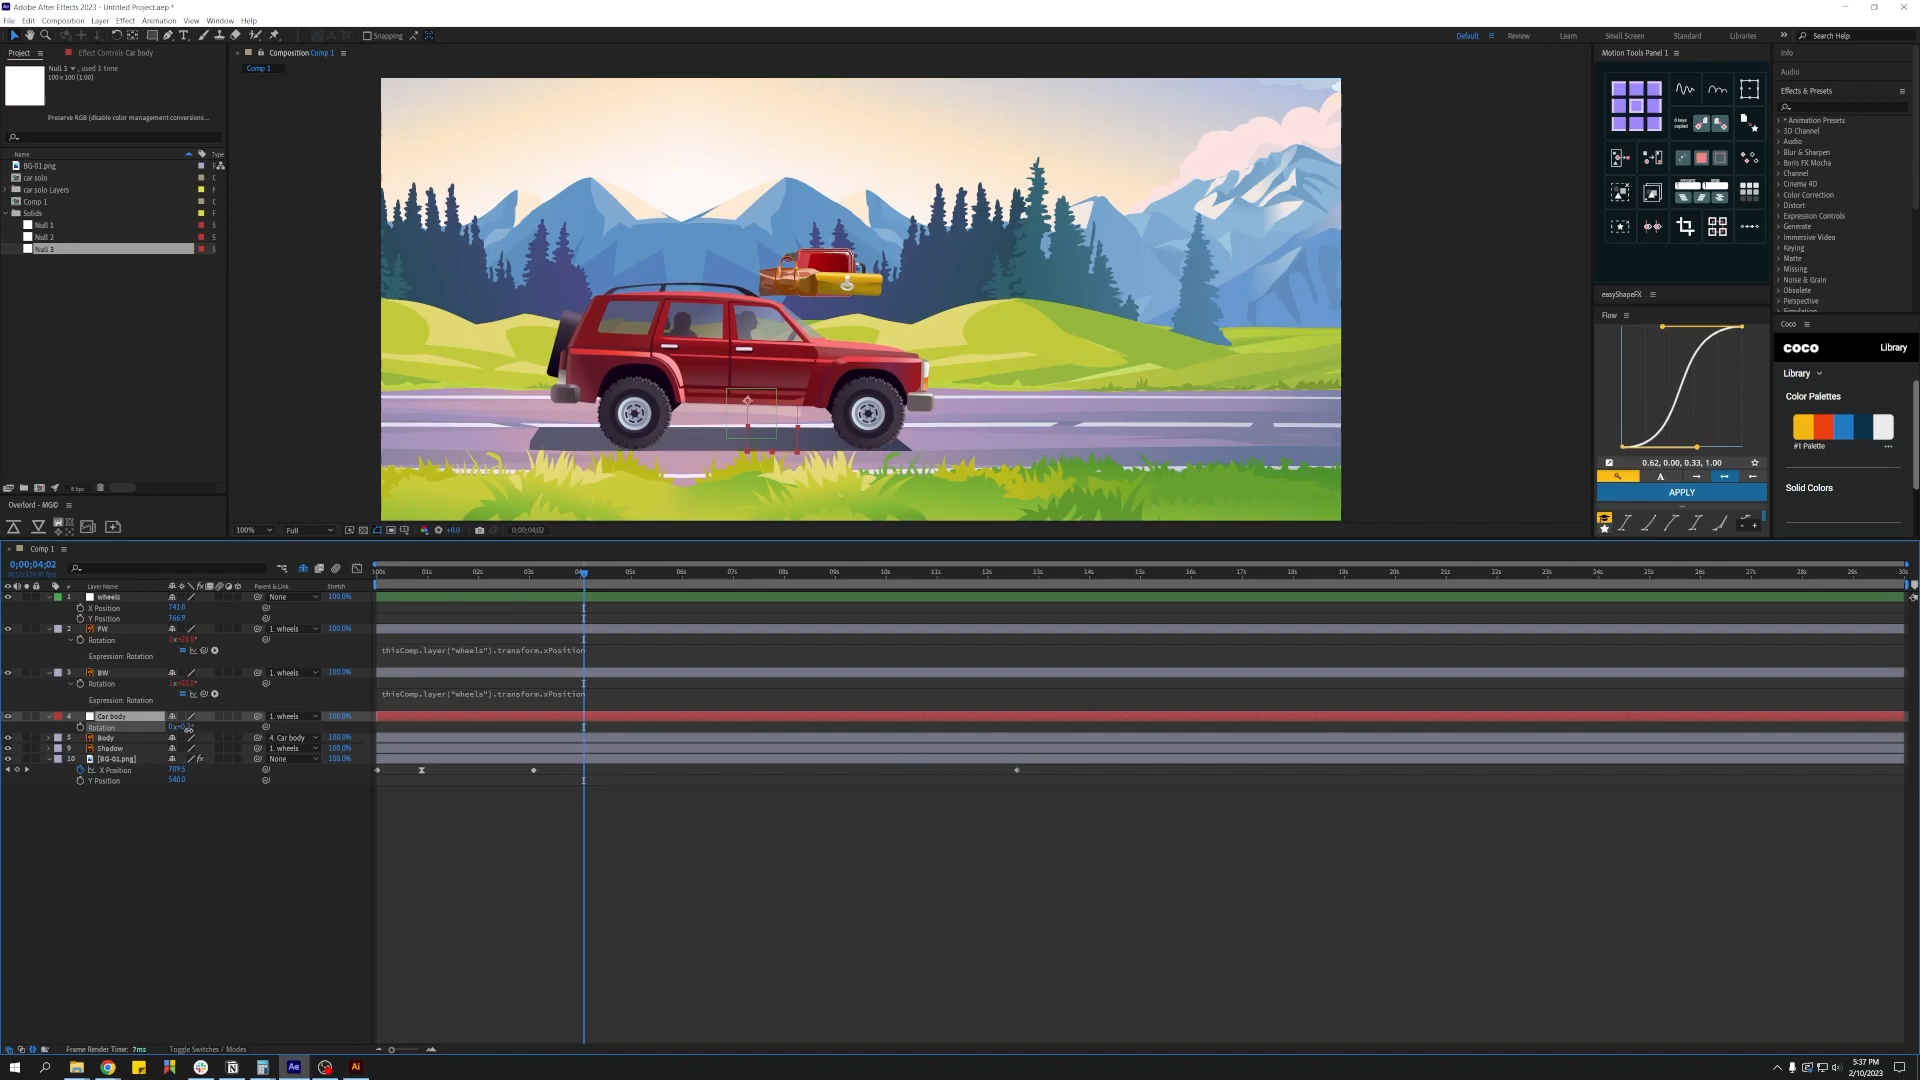 Adobe After Effects 2023 - Untitled Project.aep *
File Edit Composition Layer Effect Animation View Window Help
Snapping
Default Review Learn Small Screen Standard Libraries Search Help
Project Effect Controls Car body
Composition Comp 1
Comp 1
Null 3 , used 1 time
100 x 100 (1.00)
Preserve RGB (disable color management conversions...
Name Type
BG-01.png
car solo
car solo Layers F
Comp 1
Solids F
Null 1 S
Null 2 S
Null 3 S
8 bpc
Overlord - MGC
100% Full +0.0 0;00;04;02
Motion Tools Panel 1
0 keys copied
easyShapeFX
Flow
0.62, 0.00, 0.33, 1.00
A
APPLY
Info
Audio
Effects & Presets
* Animation Presets
3D Channel
Audio
Blur & Sharpen
Boris FX Mocha
Channel
Cinema 4D
Color Correction
Distort
Expression Controls
Generate
Immersive Video
Keying
Matte
Missing
Noise & Grain
Obsolete
Perspective
Coco
coco Library
Library
Color Palettes
#1 Palette
Solid Colors
Comp 1
0;00;04;02
# Layer Name Parent & Link Stretch
01s 02s 03s 05s 06s 07s 08s 09s 10s 11s 12s 13s 14s 15s 16s 17s 18s 19s 20s 21s 22s 23s 24s 25s 26s 27s 28s 29s 30s
1 wheels None 100.0%
X Position 741.0
Y Position 766.9
2 FW 1. wheels 100.0%
Rotation 2x+23.0°
Expression: Rotation thisComp.layer("wheels").transform.xPosition
3 BW 1. wheels 100.0%
Rotation 2x+23.0°
Expression: Rotation thisComp.layer("wheels").transform.xPosition
4 Car body 1. wheels 100.0%
Rotation
5 Body 4. Car body 100.0%
9 Shadow 1. wheels 100.0%
10 [BG-01.png] None 100.0%
X Position 709.5
Y Position 540.0
Frame Render Time: 7ms Toggle Switches / Modes
Ae Ai
5:37 PM
2/10/2023